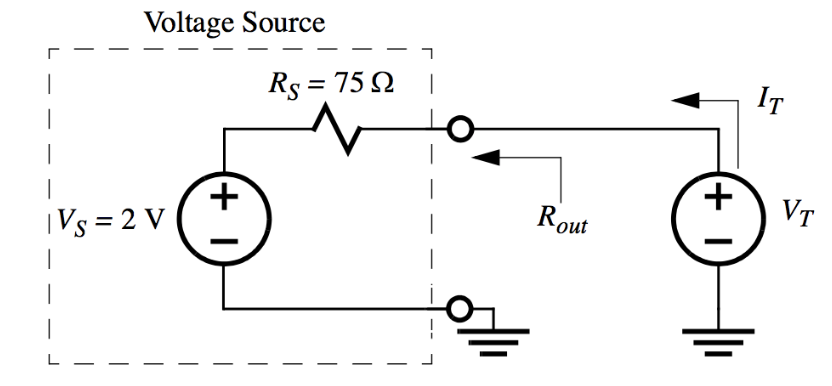 Voltage Source
R_S = 75 Ω
I_T
+
+
V_S = 2 V
R_out
V_T
−
−